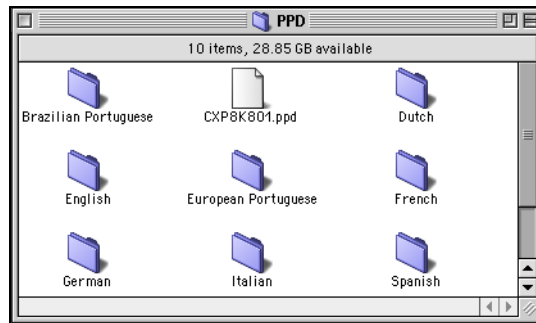 PPD
10 items, 28.85 GB available
Brazilian Portuguese
CXP8K801.ppd
Dutch
English
European Portuguese
French
German
Italian
Spanish